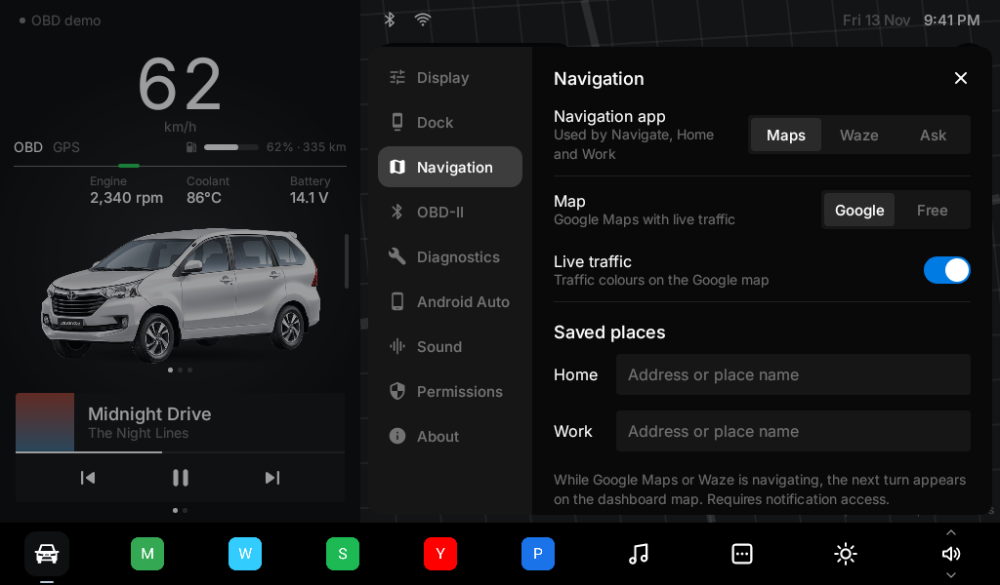 OBD demo
Fri 13 Nov 9:41 PM
62
km/h
OBD GPS
62% · 335 km
Engine
2,340 rpm
Coolant
86°C
Battery
14.1 V
Midnight Drive
The Night Lines
Display
Dock
Navigation
OBD-II
Diagnostics
Android Auto
Sound
Permissions
About
Navigation
Navigation app
Used by Navigate, Home
and Work
Maps Waze Ask
Map
Google Maps with live traffic
Google Free
Live traffic
Traffic colours on the Google map
Saved places
Home Address or place name
Work Address or place name
While Google Maps or Waze is navigating, the next turn appears
on the dashboard map. Requires notification access.
M W S Y P